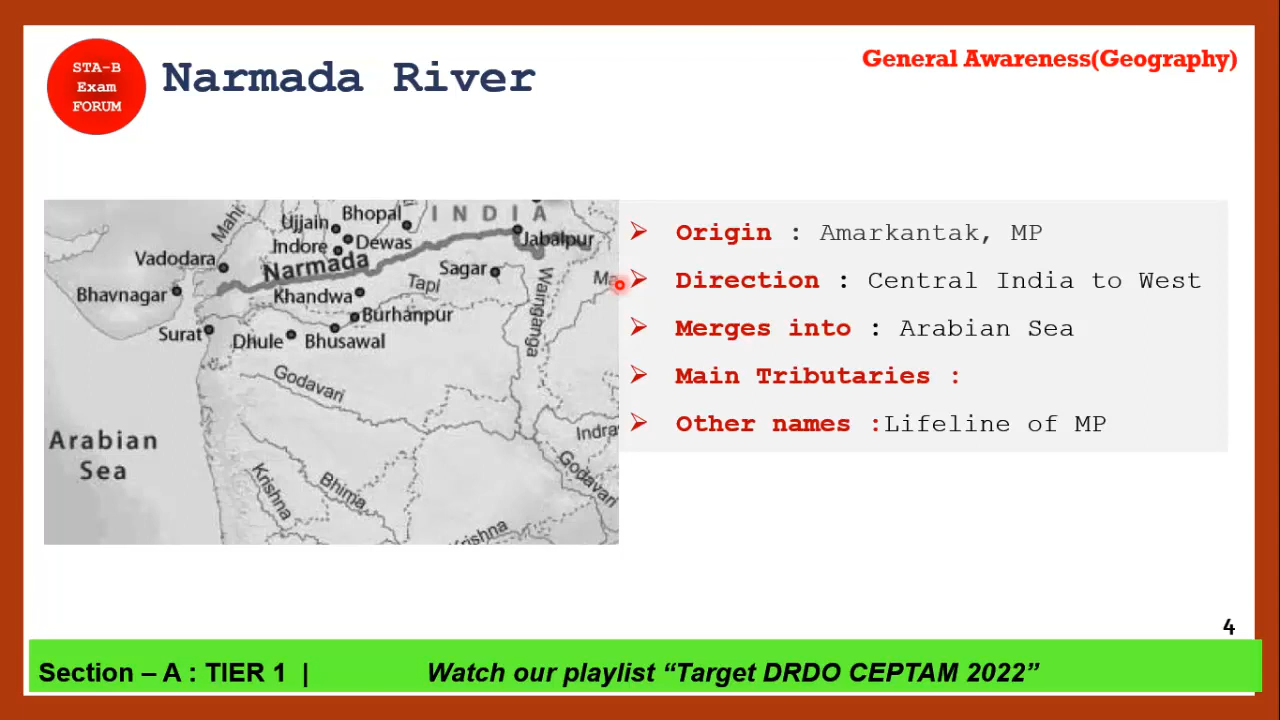 STA-B
Exam
FORUM
Narmada River
General Awareness(Geography)
Mahi
Ujjain
Bhopal
INDIA
Indore
Dewas
Jabalpur
Vadodara
Narmada
Sagar
Bhavnagar
Khandwa
Tapi
Wainganga
Burhanpur
Surat
Dhule
Bhusawal
Godavari
Arabian
Sea
Krishna
Bhima
Indra
Godavari
Krishna
➢ Origin : Amarkantak, MP
➢ Direction : Central India to West
➢ Merges into : Arabian Sea
➢ Main Tributaries :
➢ Other names :Lifeline of MP
4
Section – A : TIER 1 | Watch our playlist “Target DRDO CEPTAM 2022”